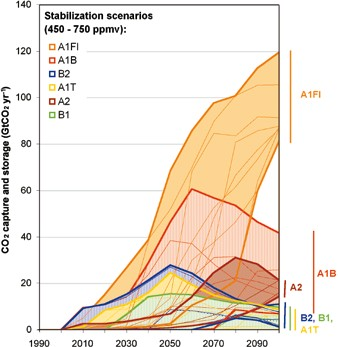 140
120
100
80
60
40
20
0
CO₂ capture and storage (GtCO₂ yr⁻¹)
Stabilization scenarios
(450 - 750 ppmv):
A1FI
A1B
B2
A1T
A2
B1
A1FI
A1B
A2
B2, B1,
A1T
1990 2010 2030 2050 2070 2090